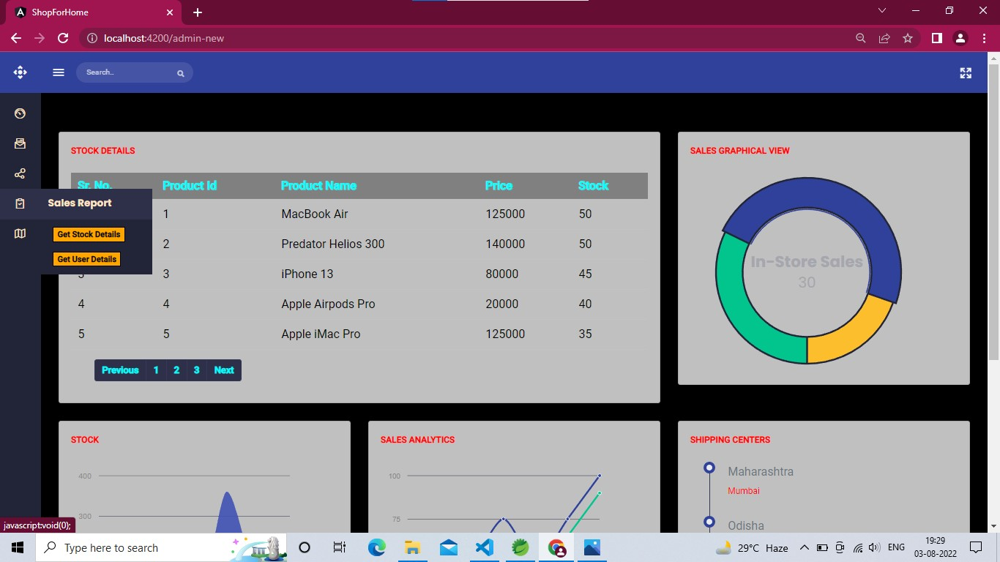 ShopForHome
localhost:4200/admin-new
Search..
STOCK DETAILS
Sr. No. Product Id Product Name Price Stock
1 MacBook Air 125000 50
2 Predator Helios 300 140000 50
3 iPhone 13 80000 45
4 4 Apple Airpods Pro 20000 40
5 5 Apple iMac Pro 125000 35
Previous 1 2 3 Next
Sales Report
Get Stock Details
Get User Details
SALES GRAPHICAL VIEW
In-Store Sales
30
STOCK
400
300
SALES ANALYTICS
100
75
SHIPPING CENTERS
Maharashtra
Mumbai
Odisha
javascript:void(0);
Type here to search
29°C Haze
ENG
19:29
03-08-2022